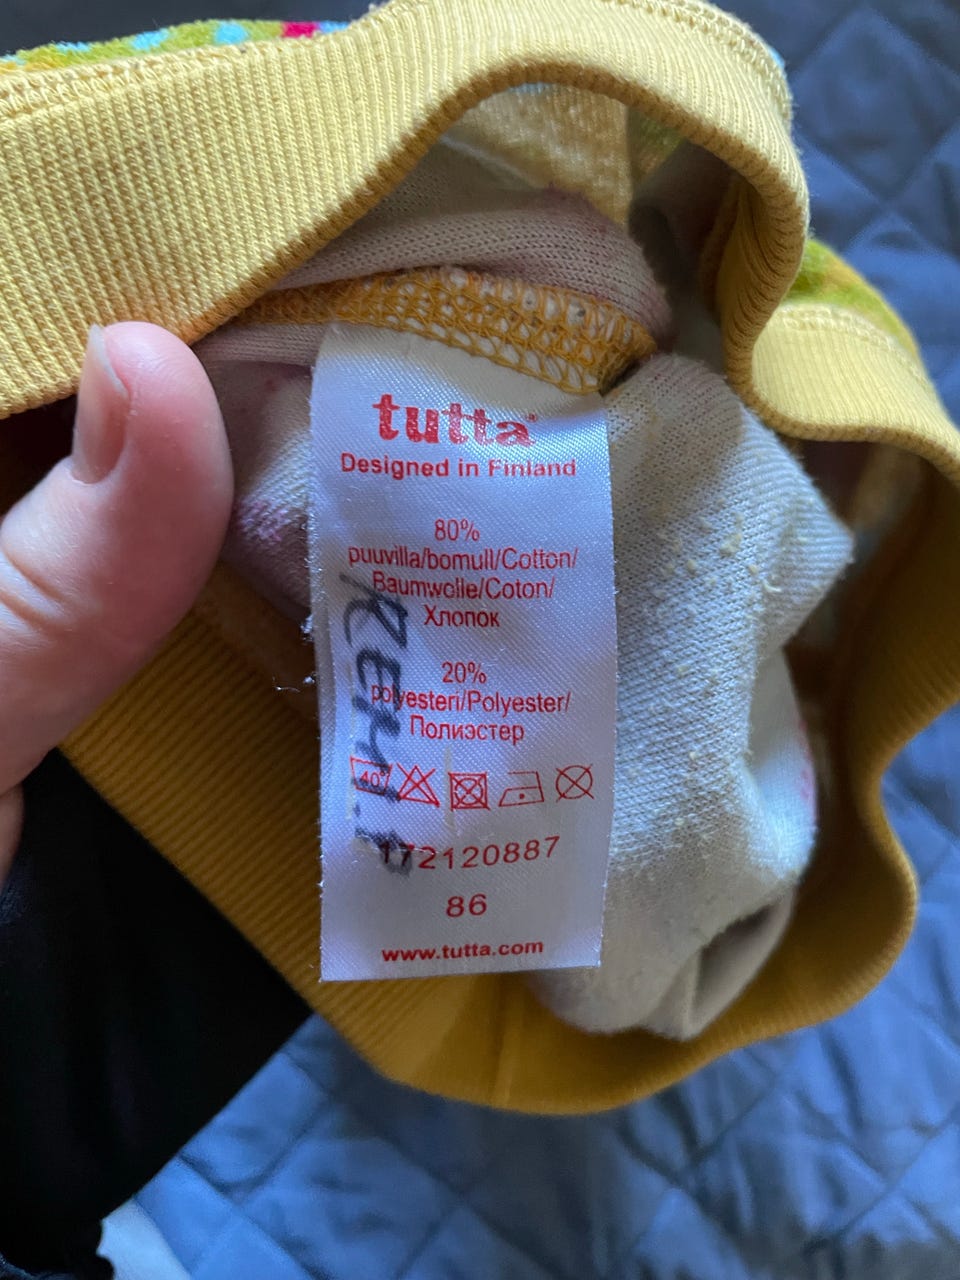 tutta
Designed in Finland
80%
puuvilla/bomull/Cotton/
Baumwolle/Coton/
Хлопок
20%
polyesteri/Polyester/
Полиэстер
40°
172120887
86
www.tutta.com